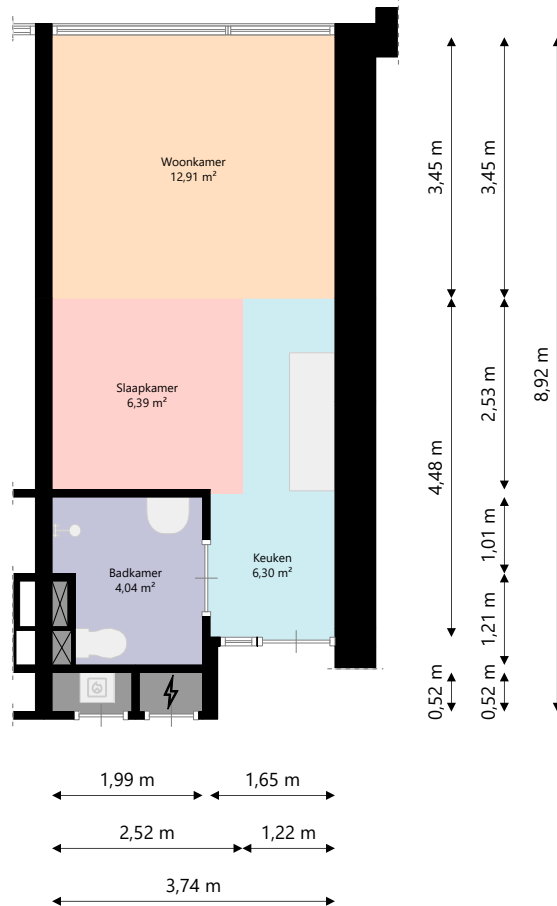 Woonkamer
12,91 m²
Slaapkamer
6,39 m²
Badkamer
4,04 m²
Keuken
6,30 m²
3,45 m
3,45 m
4,48 m
2,53 m
8,92 m
1,01 m
1,21 m
0,52 m
0,52 m
1,99 m
1,65 m
2,52 m
1,22 m
3,74 m